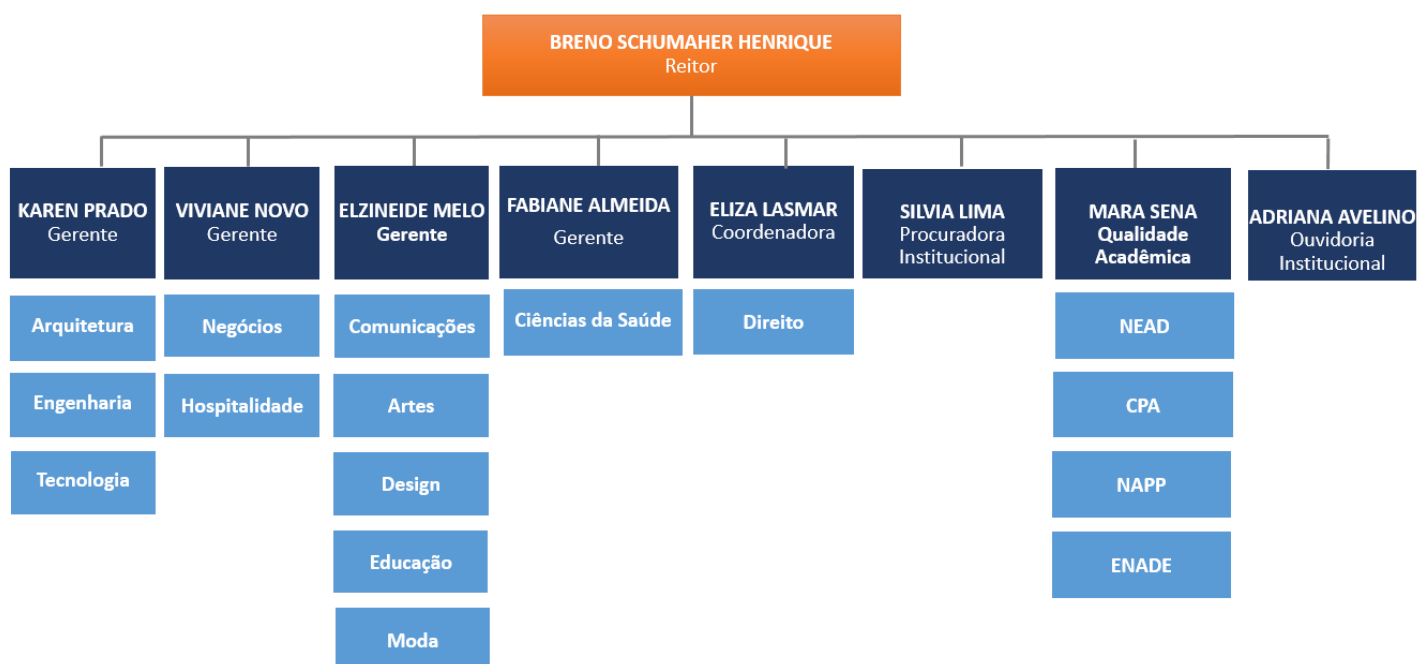 BRENO SCHUMAHER HENRIQUE
Reitor
KAREN PRADO
Gerente
Arquitetura
Engenharia
Tecnologia
VIVIANE NOVO
Gerente
Negócios
Hospitalidade
ELZINEIDE MELO
Gerente
Comunicações
Artes
Design
Educação
Moda
FABIANE ALMEIDA
Gerente
Ciências da Saúde
ELIZA LASMAR
Coordenadora
Direito
SILVIA LIMA
Procuradora
Institucional
MARA SENA
Qualidade
Acadêmica
NEAD
CPA
NAPP
ENADE
ADRIANA AVELINO
Ouvidoria
Institucional